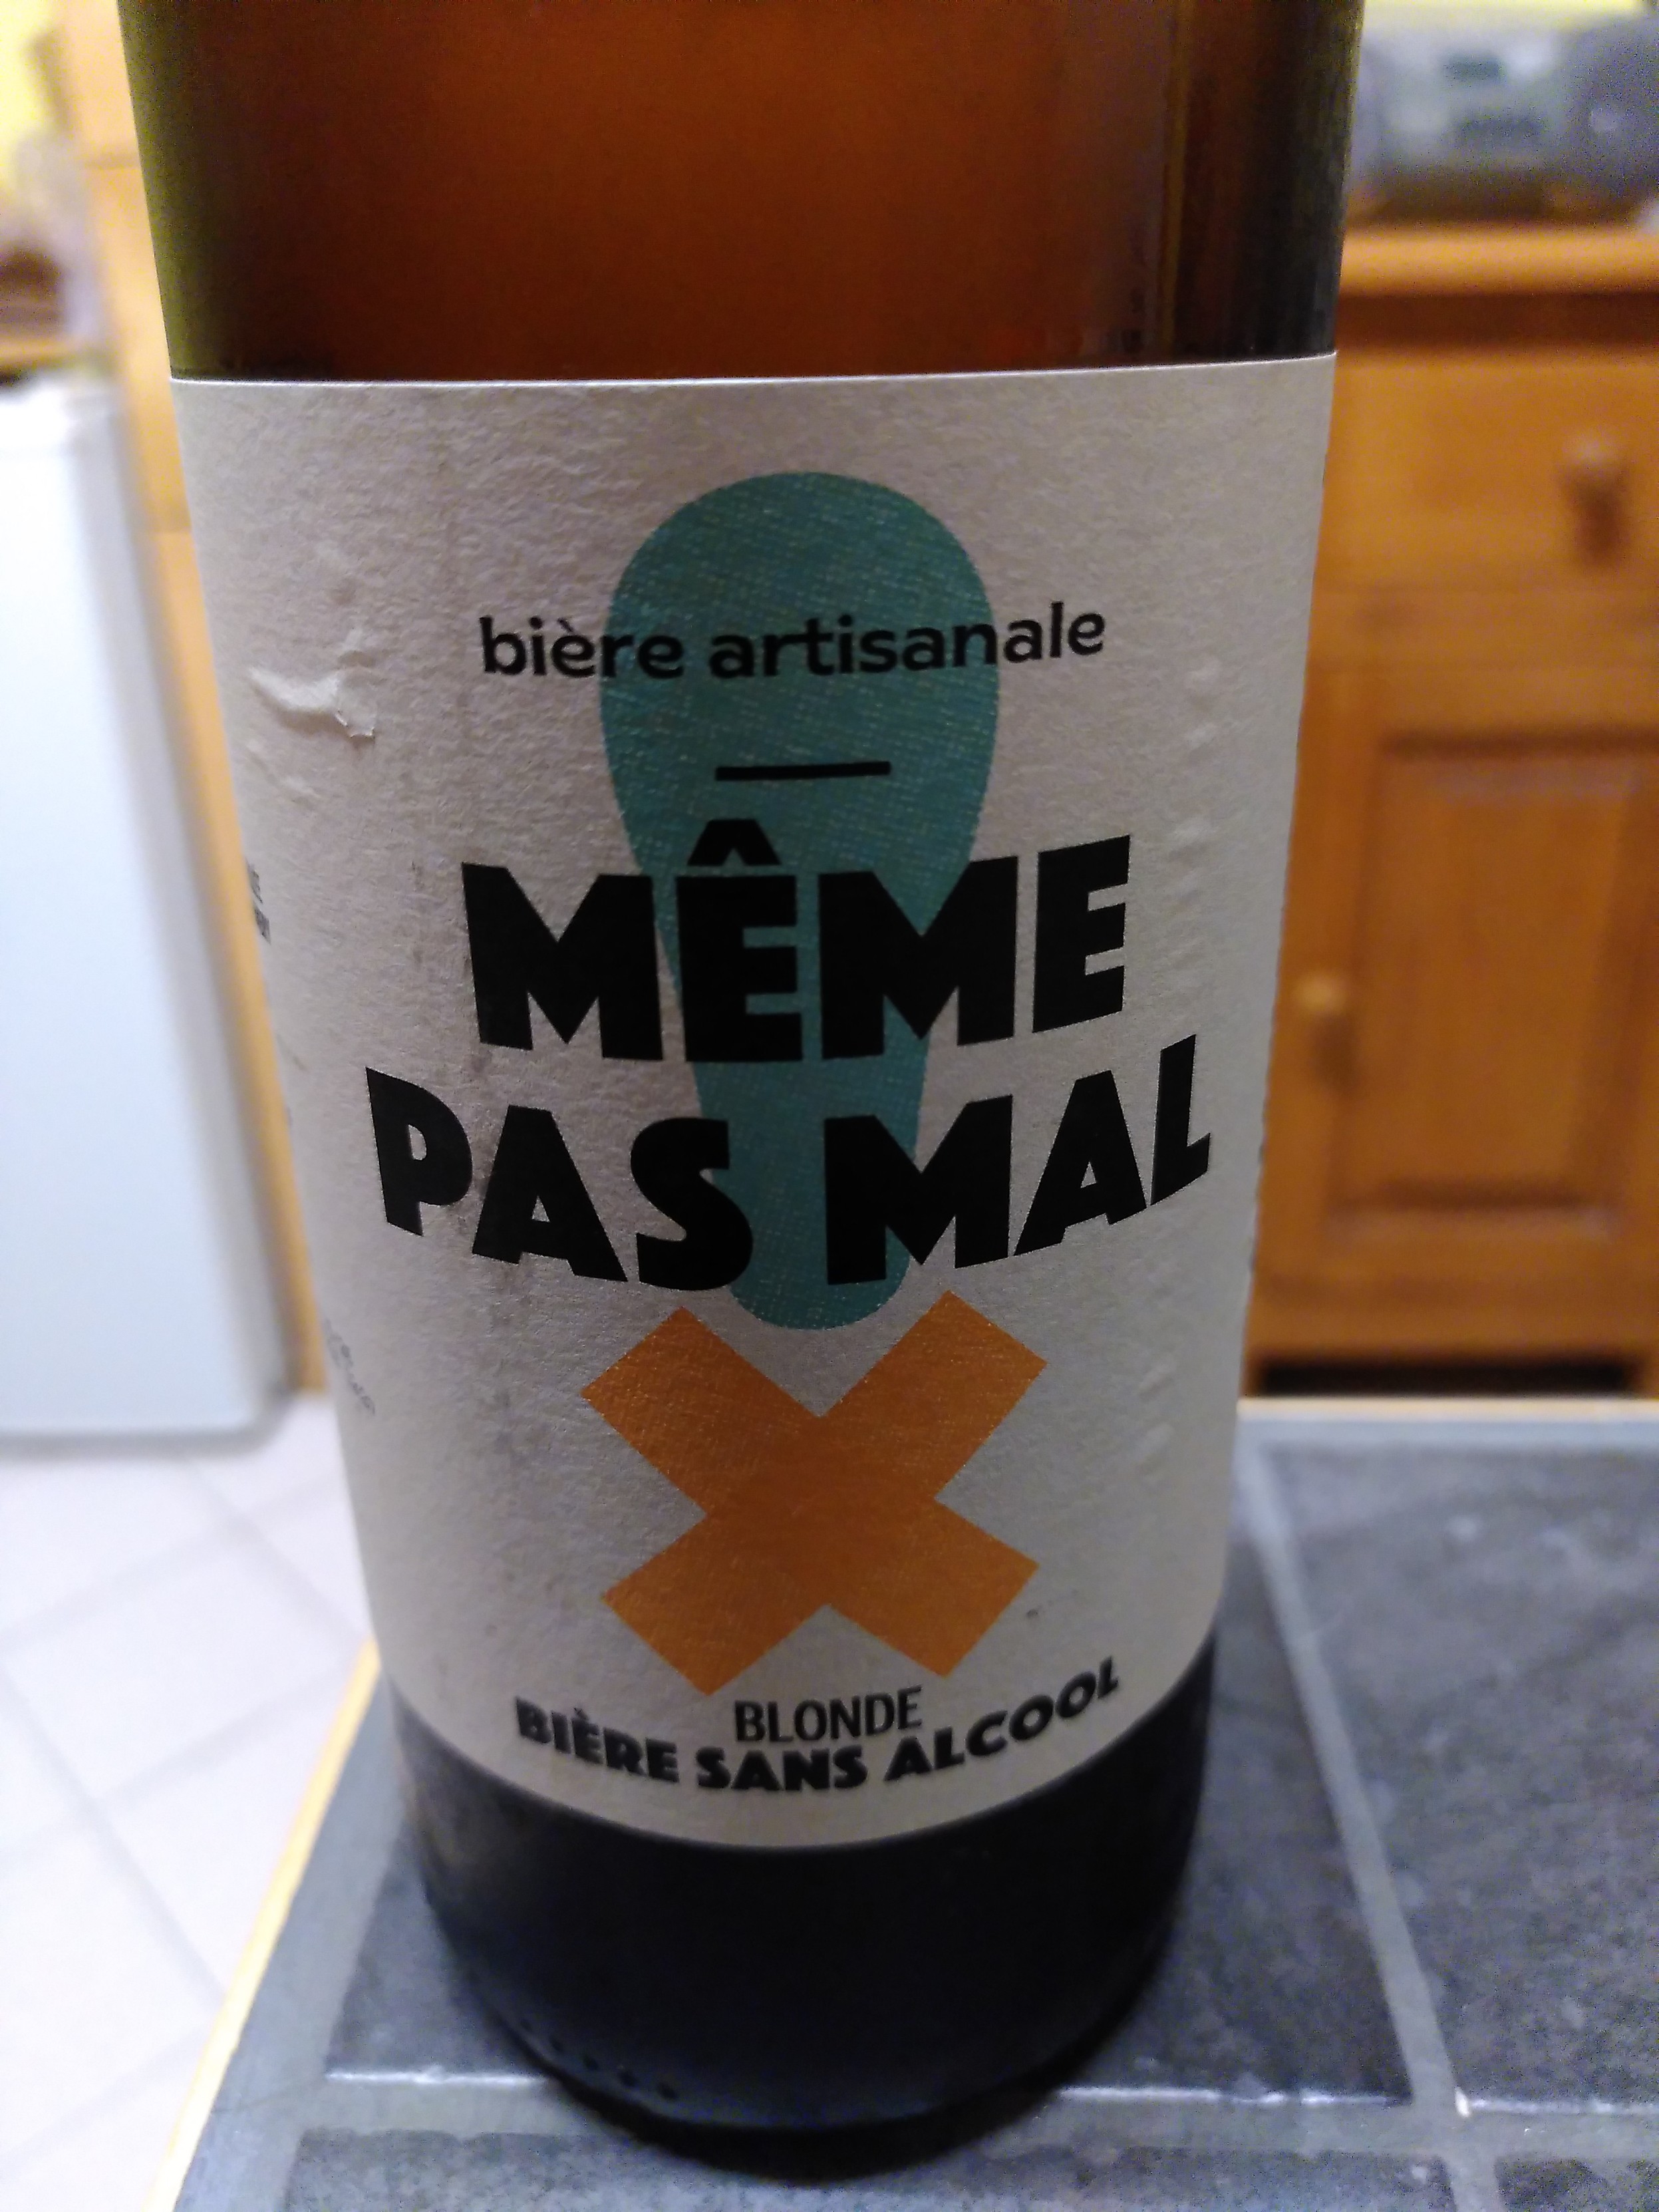 bière artisanale
MÊME
PAS MAL
BLONDE
BIÈRE SANS ALCOOL